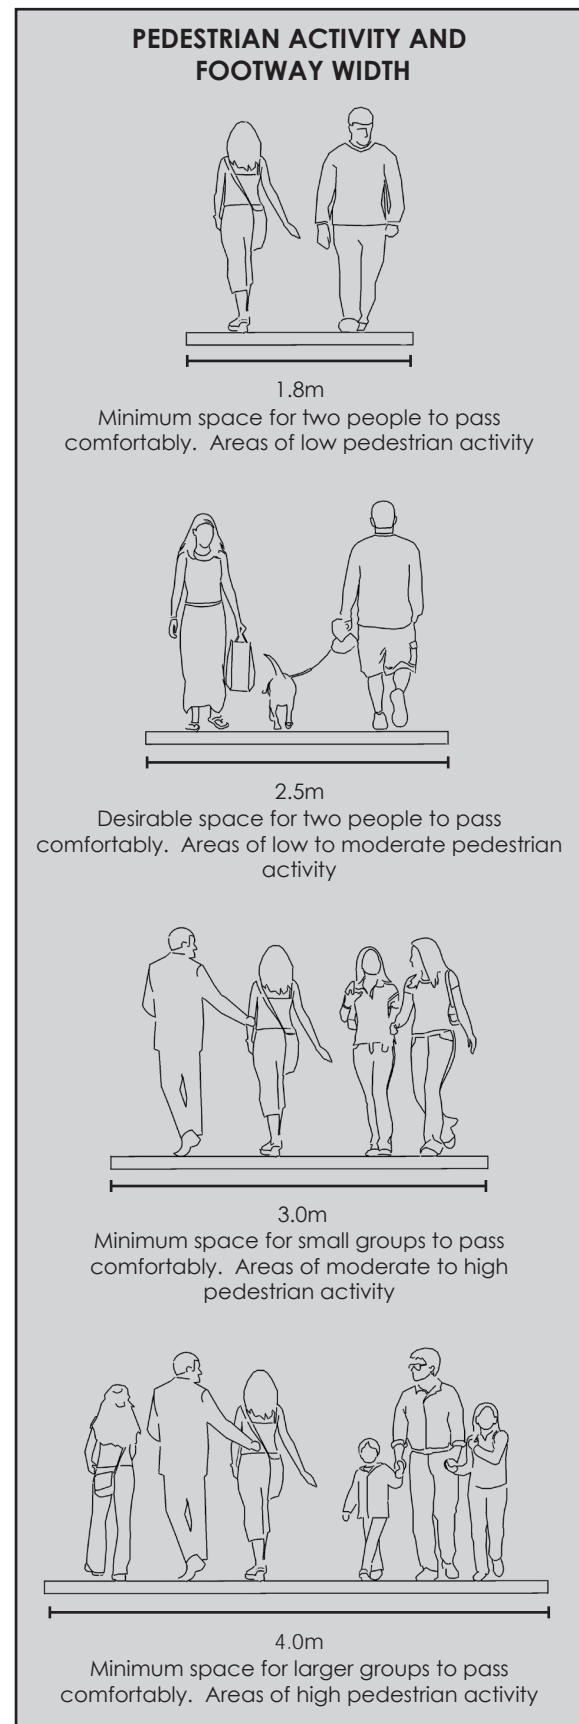 PEDESTRIAN ACTIVITY AND
FOOTWAY WIDTH
1.8m
Minimum space for two people to pass
comfortably.  Areas of low pedestrian activity
2.5m
Desirable space for two people to pass
comfortably.  Areas of low to moderate pedestrian
activity
3.0m
Minimum space for small groups to pass
comfortably.  Areas of moderate to high
pedestrian activity
4.0m
Minimum space for larger groups to pass
comfortably.  Areas of high pedestrian activity